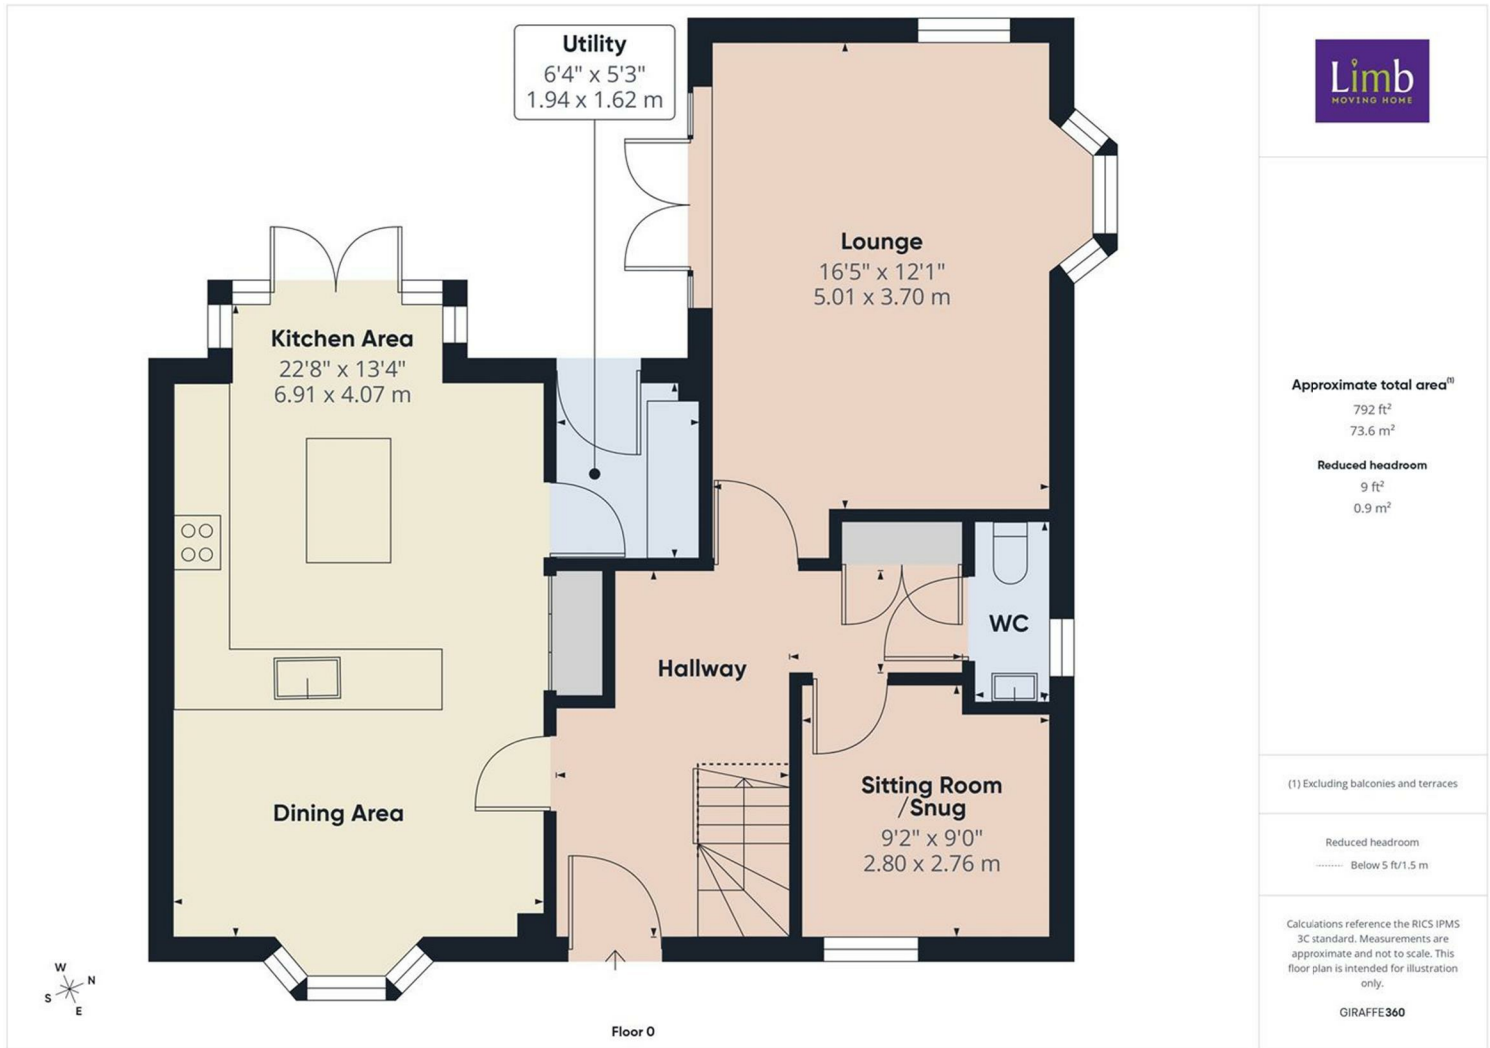 Utility
6'4" x 5'3"
1.94 x 1.62 m
Lounge
16'5" x 12'1"
5.01 x 3.70 m
Kitchen Area
22'8" x 13'4"
6.91 x 4.07 m
WC
Hallway
Sitting Room
/Snug
9'2" x 9'0"
2.80 x 2.76 m
Dining Area
W
N
S
E
Floor 0
Limb
MOVING HOME
Approximate total area(1)
792 ft²
73.6 m²
Reduced headroom
9 ft²
0.9 m²
(1) Excluding balconies and terraces
Reduced headroom
Below 5 ft/1.5 m
Calculations reference the RICS IPMS
3C standard. Measurements are
approximate and not to scale. This
floor plan is intended for illustration
only.
GIRAFFE360